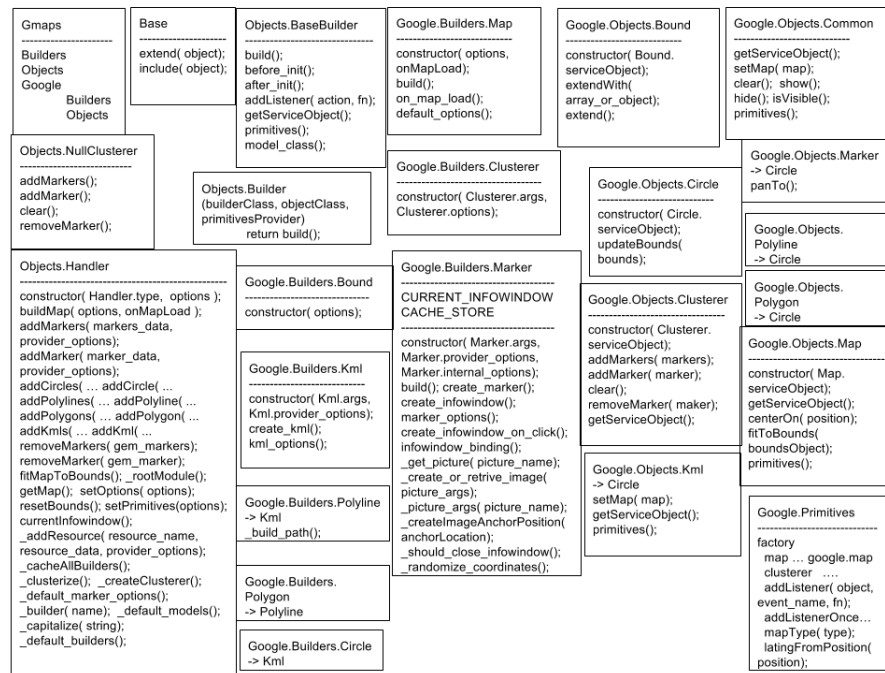 Gmaps
----------------------
Builders
Objects
Google
Builders
Objects
Base
---------------------
extend( object);
include( object);
Objects.BaseBuilder
------------------------------
build();
before_init();
after_init();
addListener( action, fn);
getServiceObject();
primitives();
model_class();
Google.Builders.Map
----------------------------
constructor( options,
onMapLoad);
build();
on_map_load();
default_options();
Google.Objects.Bound
----------------------------
constructor( Bound.
serviceObject);
extendWith(
array_or_object);
extend();
Google.Objects.Common
----------------------------
getServiceObject();
setMap( map);
clear(); show();
hide(); isVisible();
primitives();
Objects.NullClusterer
---------------------------
addMarkers();
addMarker();
clear();
removeMarker();
Objects.Builder
(builderClass, objectClass,
primitivesProvider)
return build();
Google.Builders.Clusterer
-----------------------------------
constructor( Clusterer.args,
Clusterer.options);
Google.Objects.Circle
----------------------------
constructor( Circle.
serviceObject);
updateBounds(
bounds);
Google.Objects.Marker
-> Circle
panTo();
Google.Objects.
Polyline
-> Circle
Google.Objects.
Polygon
-> Circle
Objects.Handler
--------------------------------------------------
constructor( Handler.type, options );
buildMap( options, onMapLoad );
addMarkers( markers_data,
provider_options);
addMarker( marker_data,
provider_options);
addCircles( … addCircle( ...
addPolylines( … addPolyline( ...
addPolygons( … addPolygon( ...
addKmls( … addKml( ...
removeMarkers( gem_markers);
removeMarker( gem_marker);
fitMapToBounds(); _rootModule();
getMap(); setOptions( options);
resetBounds(); setPrimitives(options);
currentInfowindow();
_addResource( resource_name,
resource_data, provider_options);
_cacheAllBuilders();
_clusterize(); _createClusterer();
_default_marker_options();
_builder( name); _default_models();
_capitalize( string);
_default_builders();
Google.Builders.Bound
------------------------------
constructor( options);
Google.Builders.Kml
----------------------------
constructor( Kml.args,
Kml.provider_options);
create_kml();
kml_options();
Google.Builders.Polyline
-> Kml
_build_path();
Google.Builders.
Polygon
-> Polyline
Google.Builders.Circle
-> Kml
Google.Builders.Marker
-------------------------------------
CURRENT_INFOWINDOW
CACHE_STORE
-------------------------------------
constructor( Marker.args,
Marker.provider_options,
Marker.internal_options);
build(); create_marker();
create_infowindow();
marker_options();
create_infowindow_on_click();
infowindow_binding();
_get_picture( picture_name);
_create_or_retrive_image(
picture_args);
_picture_args( picture_name);
_createImageAnchorPosition(
anchorLocation);
_should_close_infowindow();
_randomize_coordinates();
Google.Objects.Clusterer
---------------------------------
constructor( Clusterer.
serviceObject);
addMarkers( markers);
addMarker( marker);
clear();
removeMarker( maker);
getServiceObject();
Google.Objects.Kml
-> Circle
setMap( map);
getServiceObject();
primitives();
Google.Objects.Map
--------------------------------
constructor( Map.
serviceObject);
getServiceObject();
centerOn( position);
fitToBounds(
boundsObject);
primitives();
Google.Primitives
-----------------------------
factory
map … google.map
clusterer ….
addListener( object,
event_name, fn);
addListenerOnce…
mapType( type);
latingFromPosition(
position);